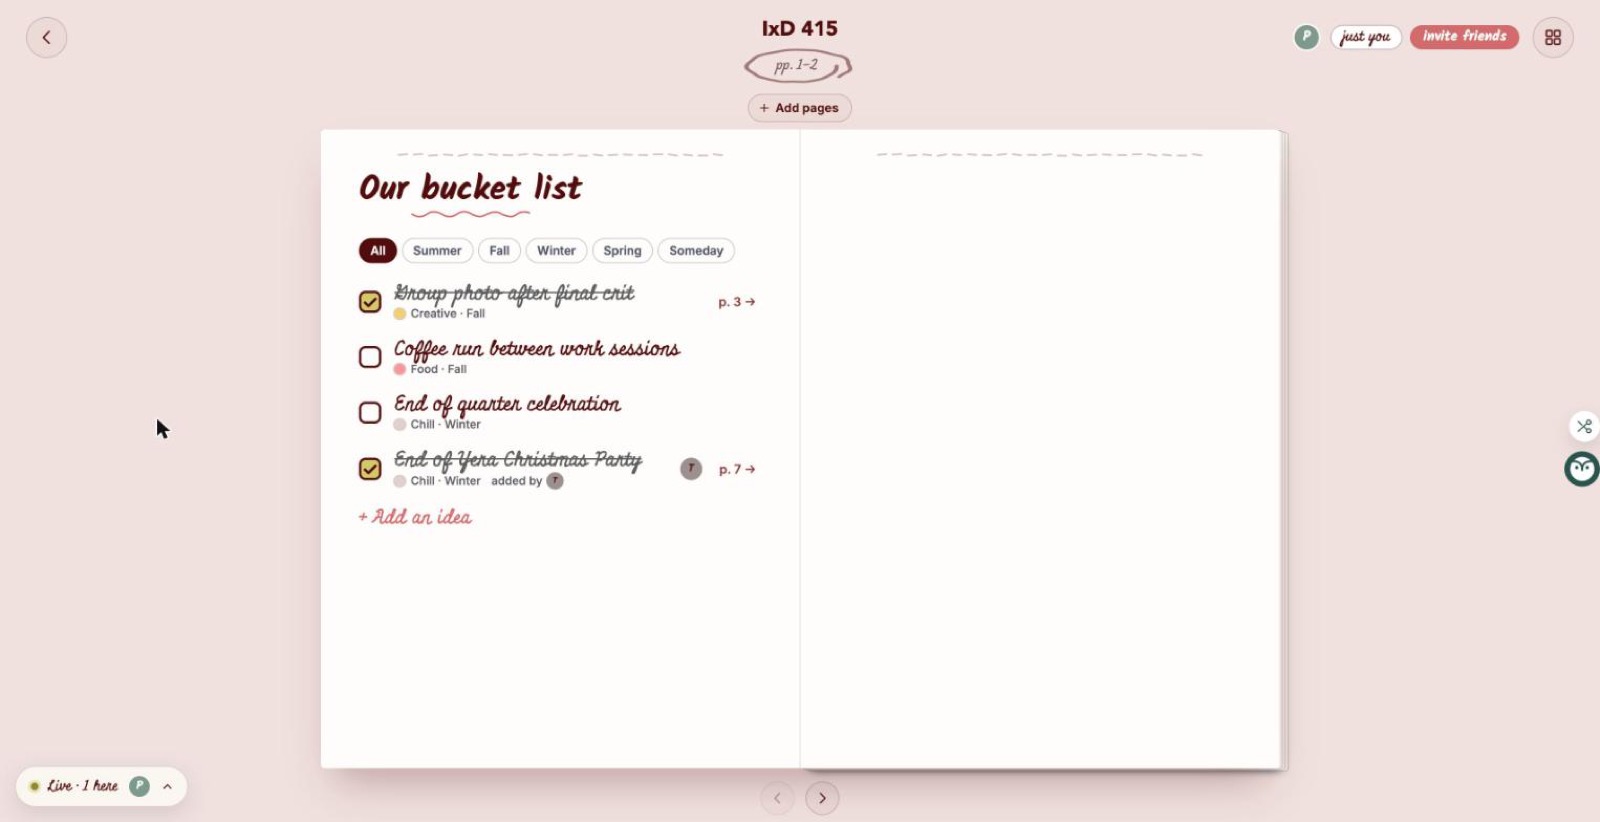 IxD 415
pp. 1–2
+ Add pages
P
just you
Invite friends
Our bucket list
All
Summer
Fall
Winter
Spring
Someday
Group photo after final crit
p. 3 →
Creative · Fall
Coffee run between work sessions
Food · Fall
End of quarter celebration
Chill · Winter
End of Yera Christmas Party
T
p. 7 →
Chill · Winter added by T
+ Add an idea
Live · 1 here P